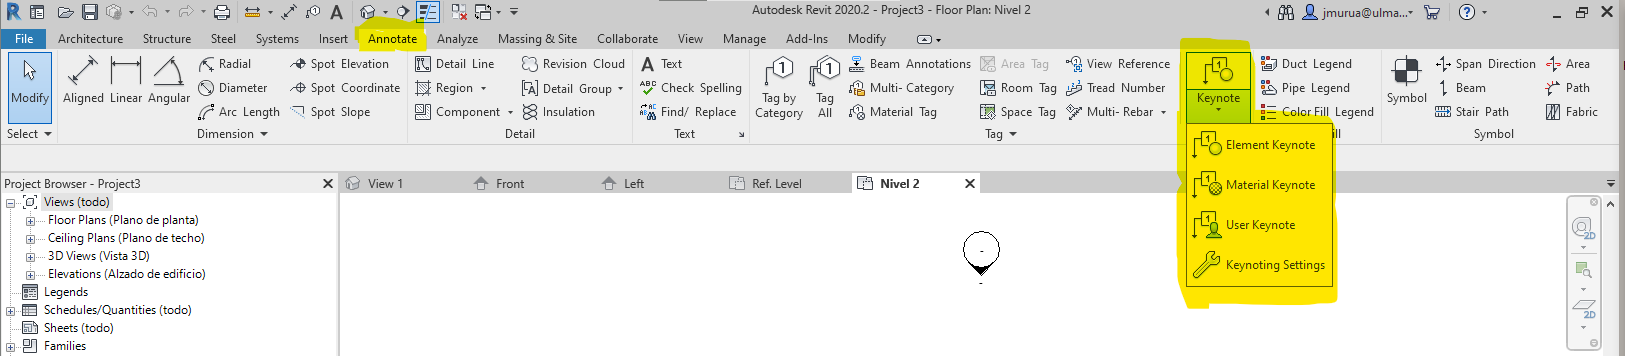 Autodesk Revit 2020.2 - Project3 - Floor Plan: Nivel 2
jmurua@ulma...
File Architecture Structure Steel Systems Insert Annotate Analyze Massing & Site Collaborate View Manage Add-Ins Modify
Modify
Select
Aligned Linear Angular
Radial
Diameter
Arc Length
Spot Elevation
Spot Coordinate
Spot Slope
Dimension
Detail Line
Region
Component
Revision Cloud
Detail Group
Insulation
Detail
Text
Check Spelling
Find/ Replace
Text
Tag by
Category
Tag
All
Beam Annotations
Multi- Category
Material Tag
Area Tag
Room Tag
Space Tag
View Reference
Tread Number
Multi- Rebar
Tag
Keynote
Element Keynote
Material Keynote
User Keynote
Keynoting Settings
Duct Legend
Pipe Legend
Color Fill Legend
Symbol
Span Direction
Beam
Stair Path
Area
Path
Fabric
Symbol
Project Browser - Project3
View 1 Front Left Ref. Level Nivel 2
Views (todo)
Floor Plans (Plano de planta)
Ceiling Plans (Plano de techo)
3D Views (Vista 3D)
Elevations (Alzado de edificio)
Legends
Schedules/Quantities (todo)
Sheets (todo)
Families
2D
2D